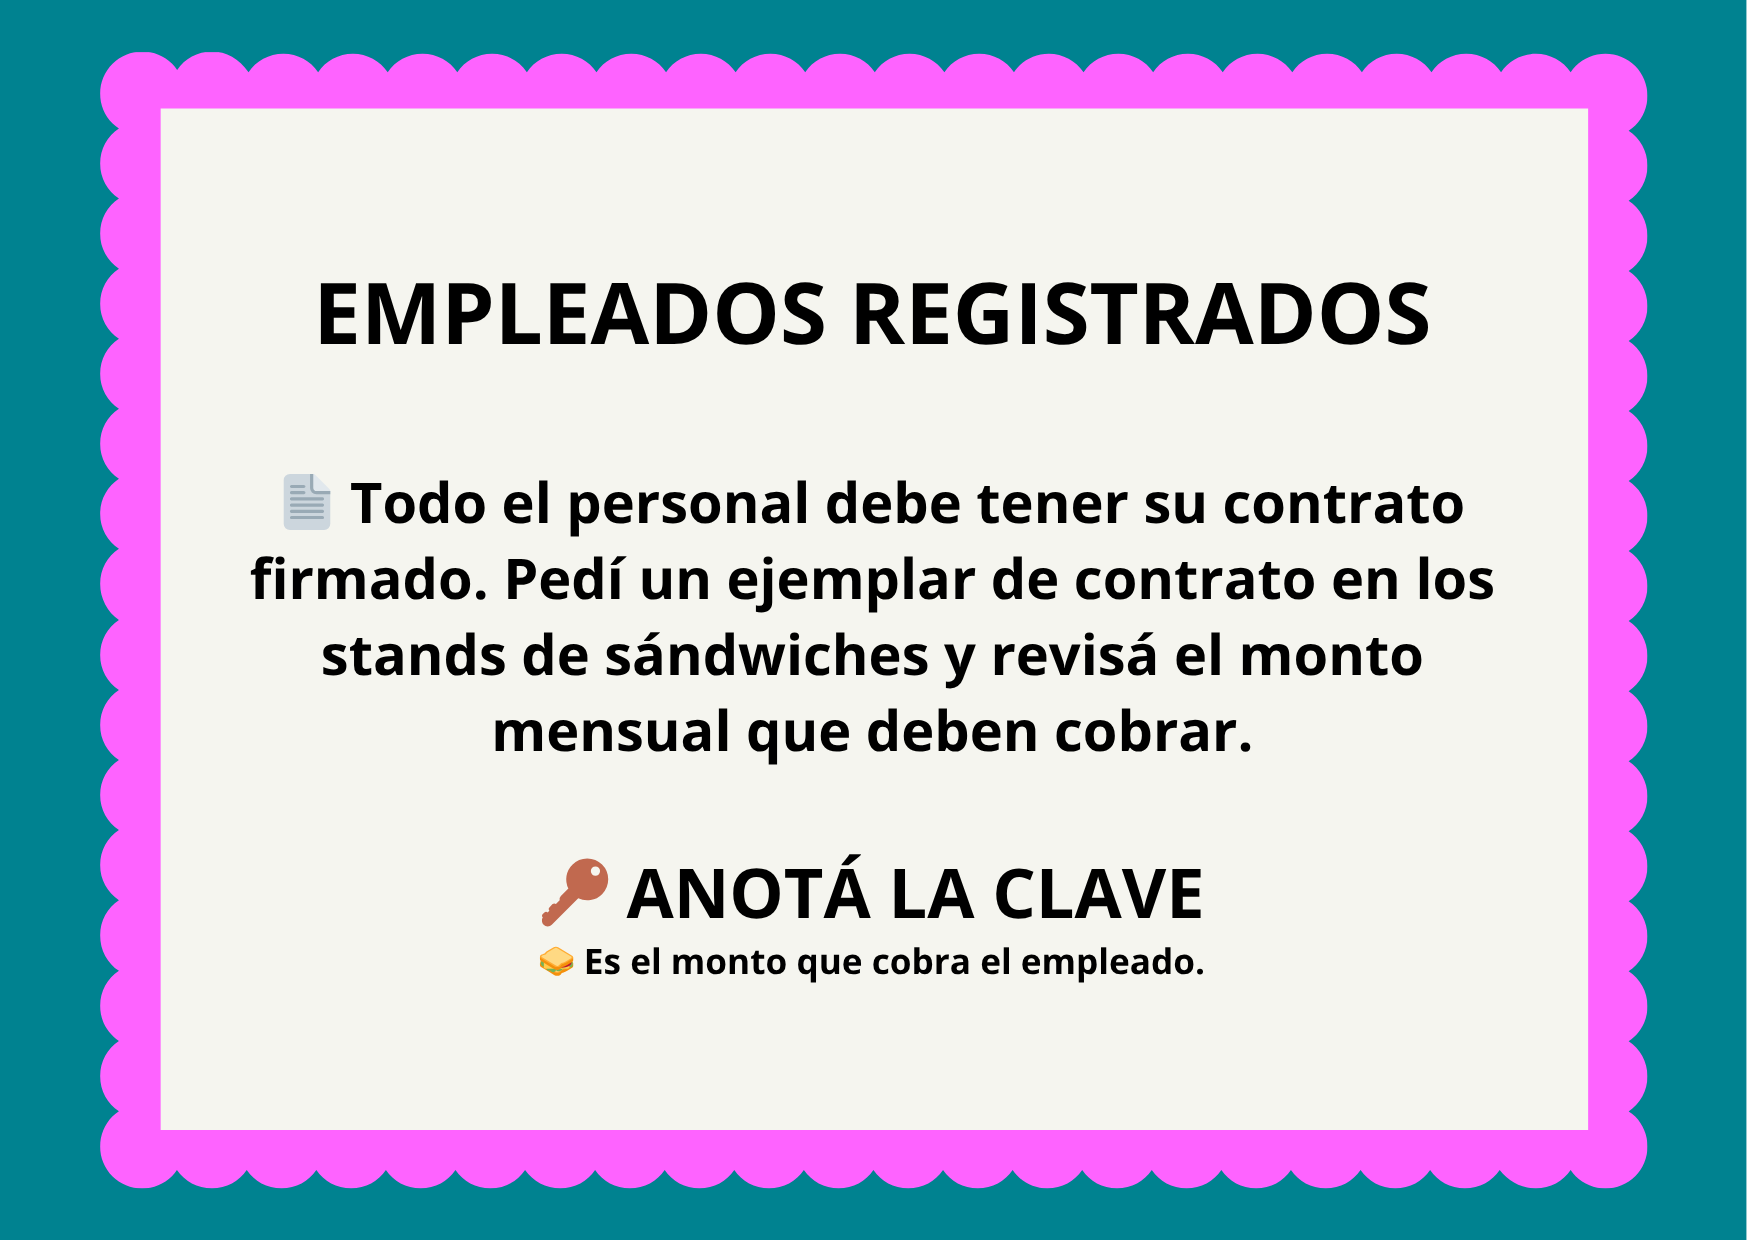 EMPLEADOS REGISTRADOS
📄 Todo el personal debe tener su contrato
firmado. Pedí un ejemplar de contrato en los
stands de sándwiches y revisá el monto
mensual que deben cobrar.
🔑 ANOTÁ LA CLAVE
🥪 Es el monto que cobra el empleado.